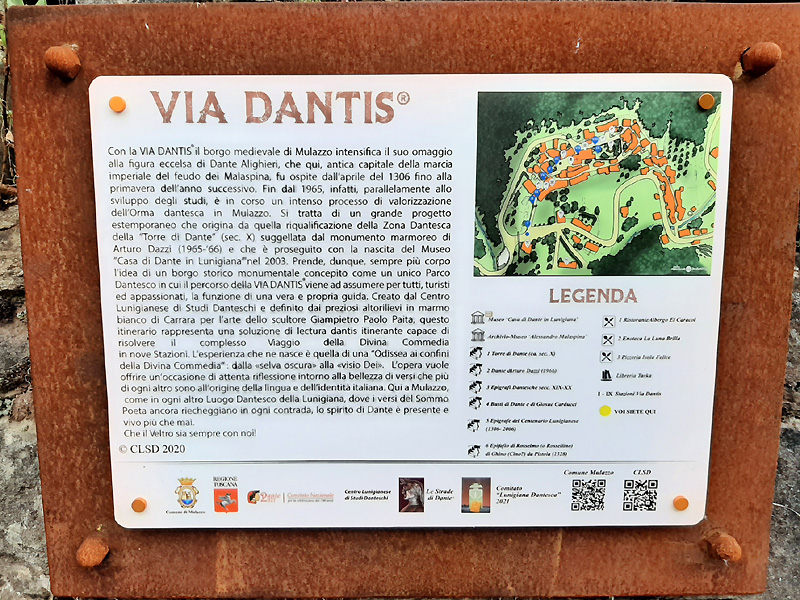 VIA DANTIS®
Con la VIA DANTIS® il borgo medievale di Mulazzo intensifica il suo omaggio
alla figura eccelsa di Dante Alighieri, che qui, antica capitale della marcia
imperiale del feudo dei Malaspina, fu ospite dall'aprile del 1306 fino alla
primavera dell'anno successivo. Fin dal 1965, infatti, parallelamente allo
sviluppo degli studi, è in corso un intenso processo di valorizzazione
dell'Orma dantesca in Mulazzo. Si tratta di un grande progetto
estemporaneo che origina da quella riqualificazione della Zona Dantesca
della "Torre di Dante" (sec. X) suggellata dal monumento marmoreo di
Arturo Dazzi (1965-'66) e che è proseguito con la nascita del Museo
"Casa di Dante in Lunigiana®"nel 2003. Prende, dunque, sempre più corpo
l'idea di un borgo storico monumentale concepito come un unico Parco
Dantesco in cui il percorso della VIA DANTIS® viene ad assumere per tutti, turisti
ed appassionati, la funzione di una vera e propria guida. Creato dal Centro
Lunigianese di Studi Danteschi e definito dai preziosi altorilievi in marmo
bianco di Carrara per l'arte dello scultore Giampietro Paolo Paita, questo
itinerario rappresenta una soluzione di lectura dantis itinerante capace di
risolvere il complesso Viaggio della Divina Commedia
in nove Stazioni. L'esperienza che ne nasce è quella di una "Odissea ai confini
della Divina Commedia" : dalla «selva oscura» alla «visio Dei». L'opera vuole
offrire un'occasione di attenta riflessione intorno alla bellezza di versi che più
di ogni altro sono all'origine della lingua e dell'identità italiana. Qui a Mulazzo,
come in ogni altro Luogo Dantesco della Lunigiana, dove i versi del Sommo
Poeta ancora riecheggiano in ogni contrada, lo spirito di Dante è presente e
vivo più che mai.
Che il Veltro sia sempre con noi!
© CLSD 2020
LEGENDA
Museo "Casa di Dante in Lunigiana"
Archivio-Museo "Alessandro Malaspina"
1 Torre di Dante (ca. sec. X)
2 Dante di Arturo Dazzi (1966)
3 Epigrafi Dantesche sec. XIX-XX
4 Busti di Dante e di Giosue Carducci
5 Epigrafe del Centenario Lunigianese
(1306- 2006)
6 Epitafio di Rosselmo (o Rossellino)
di Ghino (Cino?) da Pistoia (1328)
1 Ristorante/Albergo El Caracol
2 Enoteca La Luna Brilla
3 Pizzeria Isola Felice
Libreria Tarka
I - IX Stazioni Via Dantis
VOI SIETE QUI
Comune di Mulazzo
REGIONE
TOSCANA
Dante
Comitato Nazionale
Centro Lunigianese
di Studi Danteschi
Le Strade
di Dante
Comitato
"Lunigiana Dantesca"
2021
Comune Mulazzo
CLSD